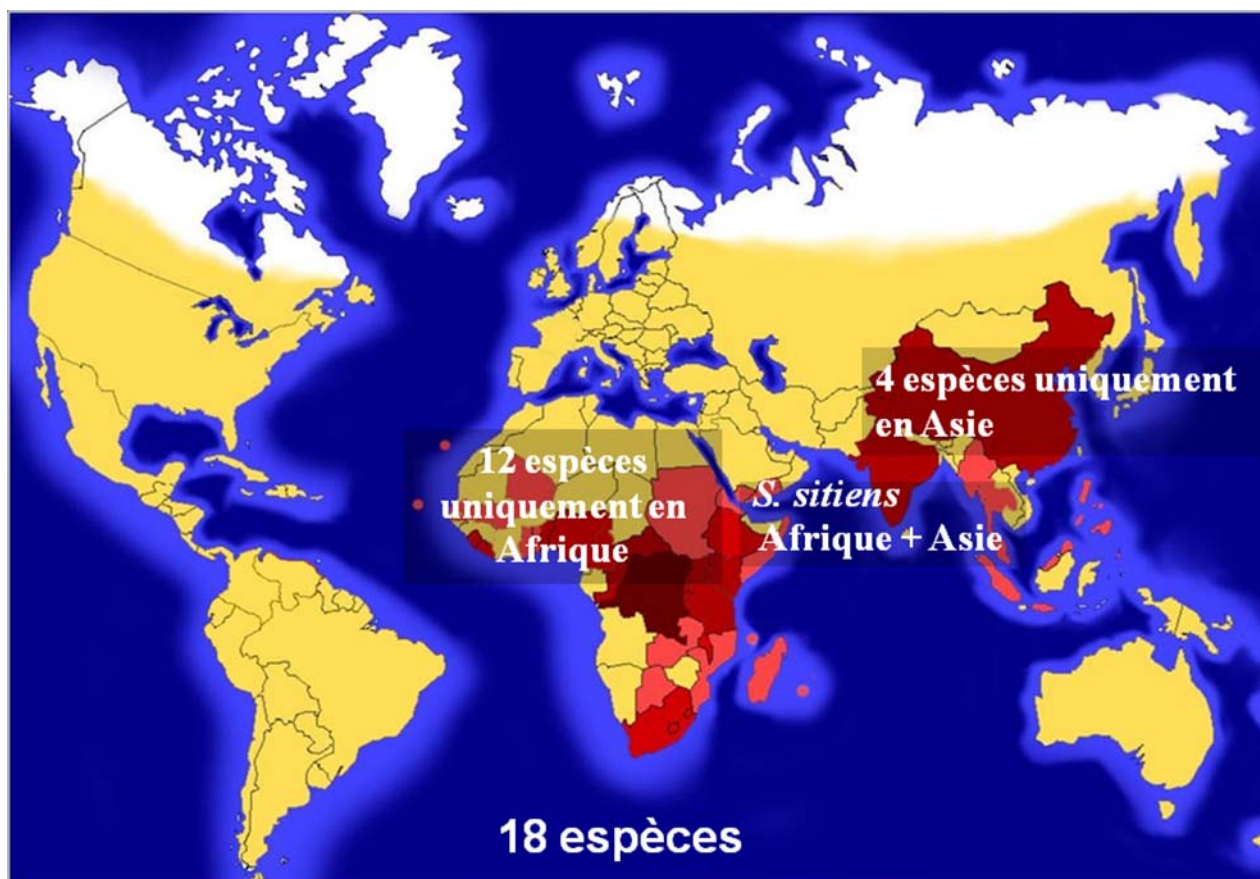 4 espèces uniquement
en Asie
12 espèces
uniquement en
Afrique
S. sitiens
Afrique + Asie
18 espèces